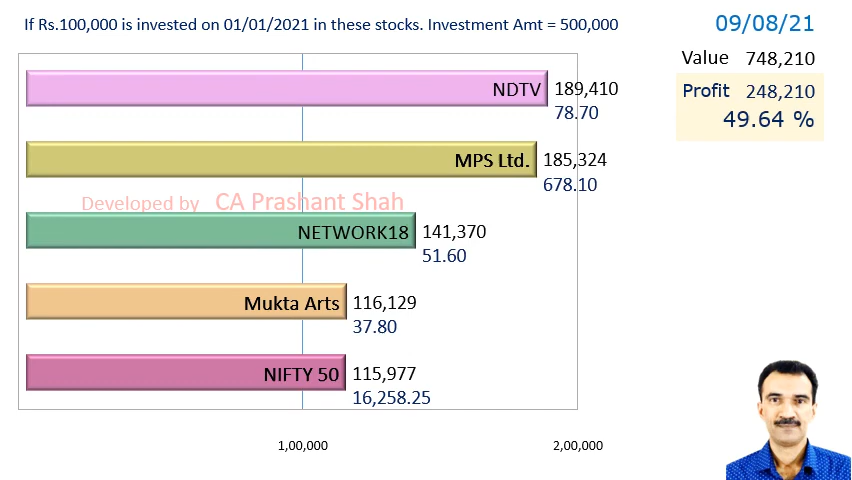 If Rs.100,000 is invested on 01/01/2021 in these stocks. Investment Amt = 500,000
09/08/21
Value 748,210
Profit 248,210
49.64 %
NDTV 189,410
78.70
MPS Ltd. 185,324
678.10
Developed by CA Prashant Shah
NETWORK18 141,370
51.60
Mukta Arts 116,129
37.80
NIFTY 50 115,977
16,258.25
1,00,000 2,00,000